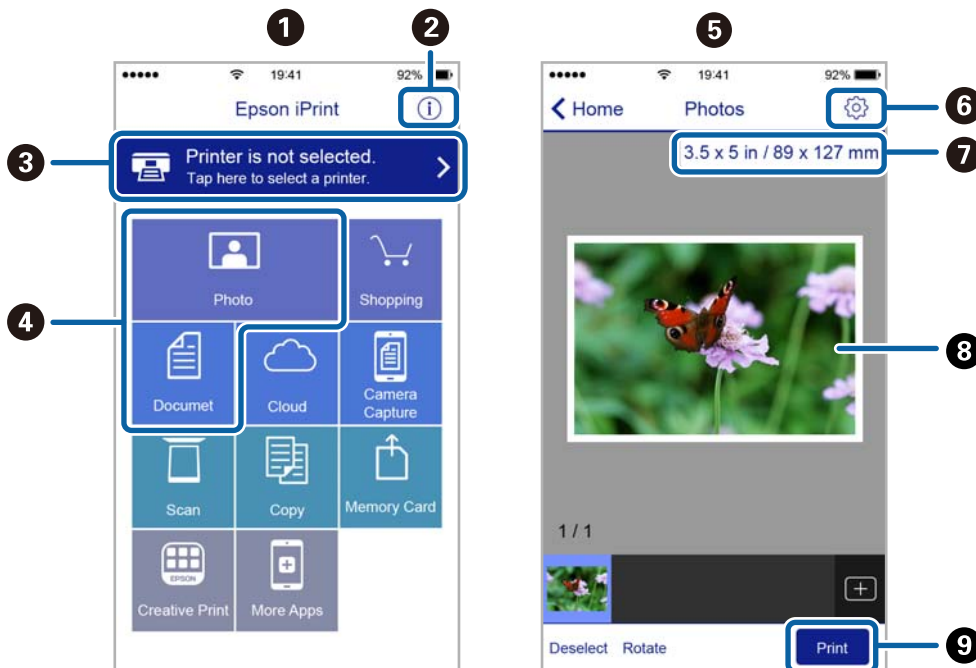 1
2
19:41
92%
Epson iPrint
i
3
Printer is not selected.
Tap here to select a printer.
4
Photo
Shopping
Documet
Cloud
Camera
Capture
Scan
Copy
Memory Card
EPSON
Creative Print
More Apps
5
19:41
92%
Home
Photos
6
3.5 x 5 in / 89 x 127 mm
7
8
1 / 1
Deselect
Rotate
Print
9